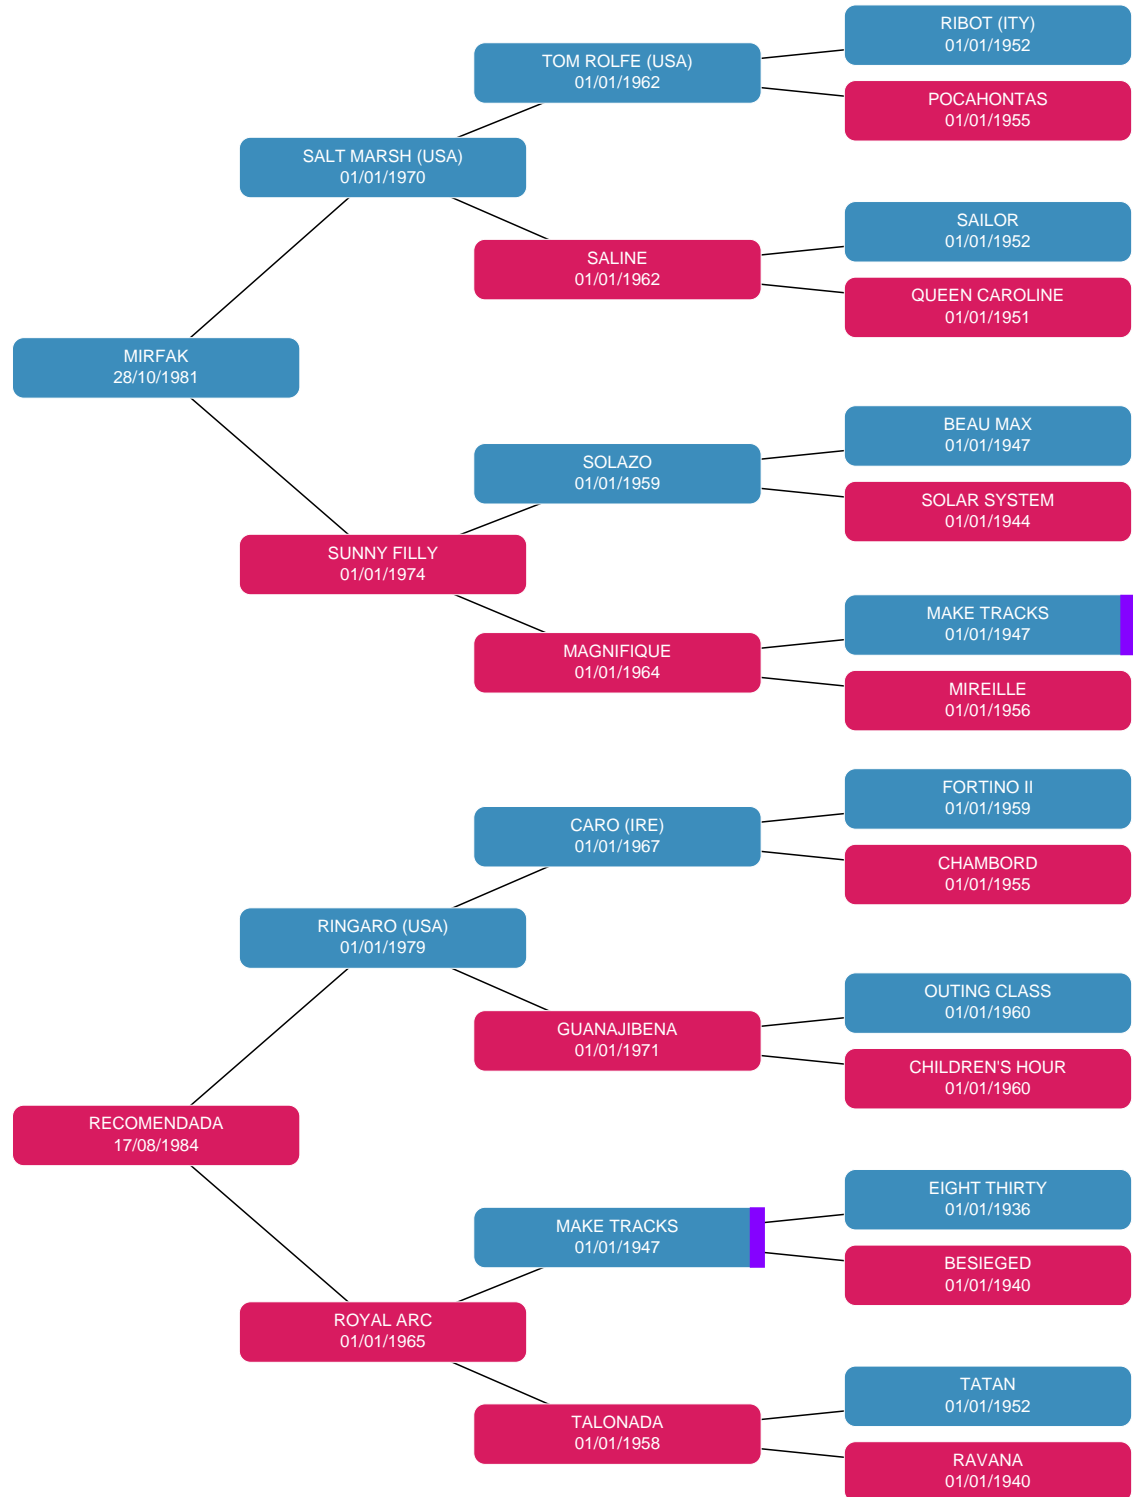 RIBOT (ITY)
01/01/1952
TOM ROLFE (USA)
01/01/1962
POCAHONTAS
01/01/1955
SALT MARSH (USA)
01/01/1970
SAILOR
01/01/1952
SALINE
01/01/1962
QUEEN CAROLINE
01/01/1951
MIRFAK
28/10/1981
BEAU MAX
01/01/1947
SOLAZO
01/01/1959
SOLAR SYSTEM
01/01/1944
SUNNY FILLY
01/01/1974
MAKE TRACKS
01/01/1947
MAGNIFIQUE
01/01/1964
MIREILLE
01/01/1956
FORTINO II
01/01/1959
CARO (IRE)
01/01/1967
CHAMBORD
01/01/1955
RINGARO (USA)
01/01/1979
OUTING CLASS
01/01/1960
GUANAJIBENA
01/01/1971
CHILDREN'S HOUR
01/01/1960
RECOMENDADA
17/08/1984
EIGHT THIRTY
01/01/1936
MAKE TRACKS
01/01/1947
BESIEGED
01/01/1940
ROYAL ARC
01/01/1965
TATAN
01/01/1952
TALONADA
01/01/1958
RAVANA
01/01/1940